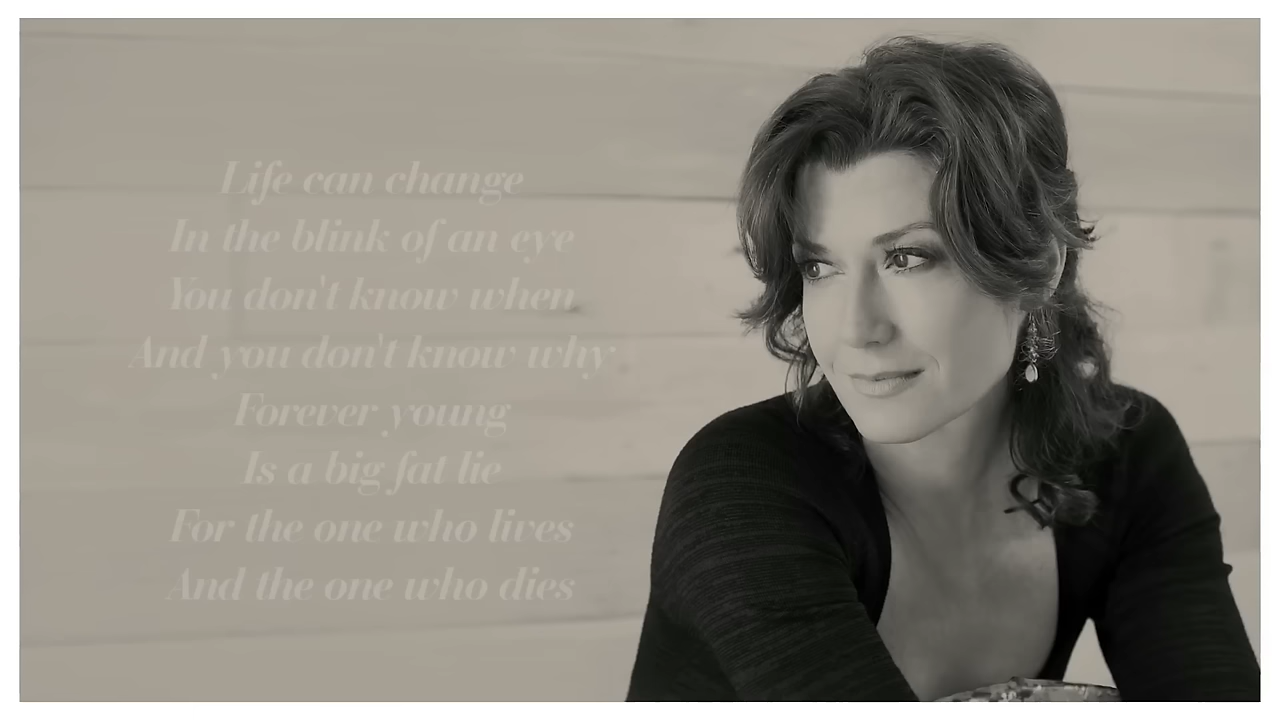 Life can change
In the blink of an eye
You don't know when
And you don't know why
Forever young
Is a big fat lie
For the one who lives
And the one who dies